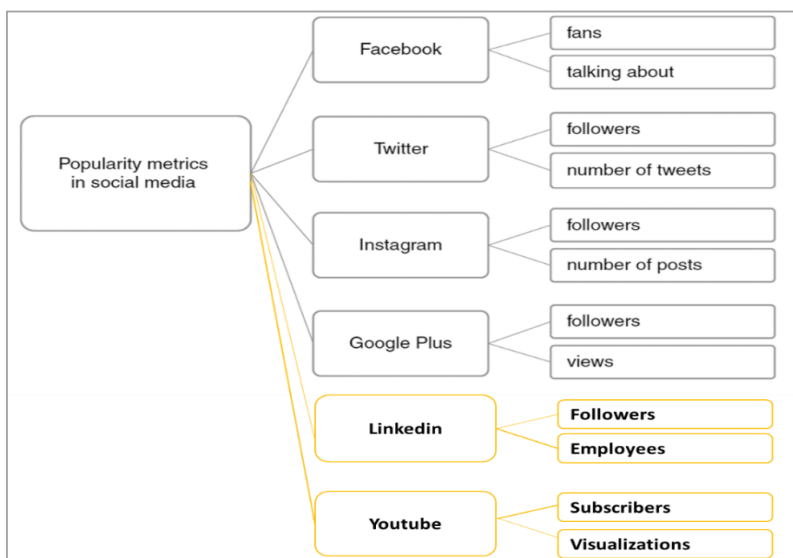 Popularity metrics
in social media
Facebook
fans
talking about
Twitter
followers
number of tweets
Instagram
followers
number of posts
Google Plus
followers
views
Linkedin
Followers
Employees
Youtube
Subscribers
Visualizations